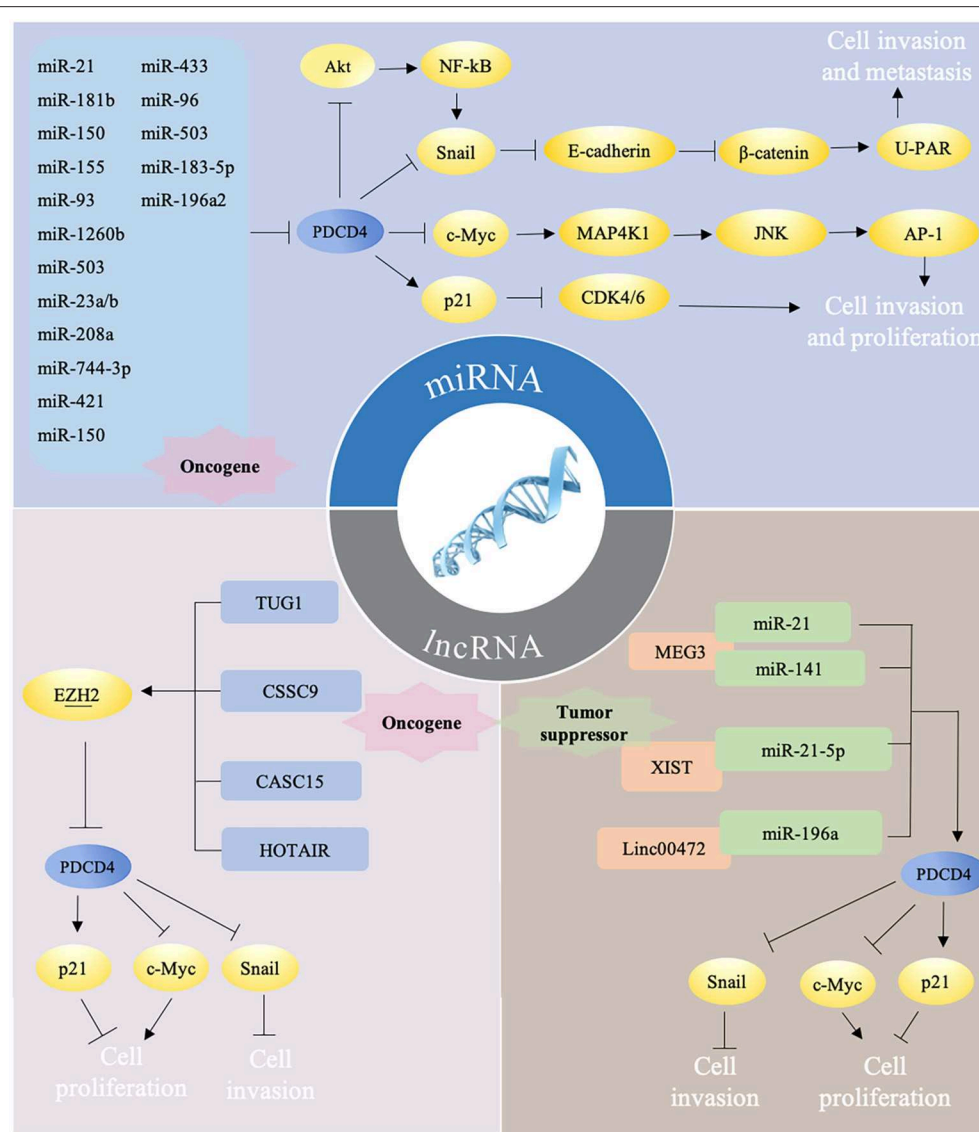 miR-21
miR-181b
miR-150
miR-155
miR-93
miR-1260b
miR-503
miR-23a/b
miR-208a
miR-744-3p
miR-421
miR-150
miR-433
miR-96
miR-503
miR-183-5p
miR-196a2
Oncogene
Akt
NF-kB
Cell invasion
and metastasis
Snail
E-cadherin
β-catenin
U-PAR
PDCD4
c-Myc
MAP4K1
JNK
AP-1
p21
CDK4/6
Cell invasion
and proliferation
miRNA
lncRNA
TUG1
EZH2
CSSC9
CASC15
HOTAIR
Oncogene
PDCD4
p21
c-Myc
Snail
Cell
proliferation
Cell
invasion
Tumor
suppressor
MEG3
miR-21
miR-141
XIST
miR-21-5p
Linc00472
miR-196a
PDCD4
Snail
c-Myc
p21
Cell
invasion
Cell
proliferation